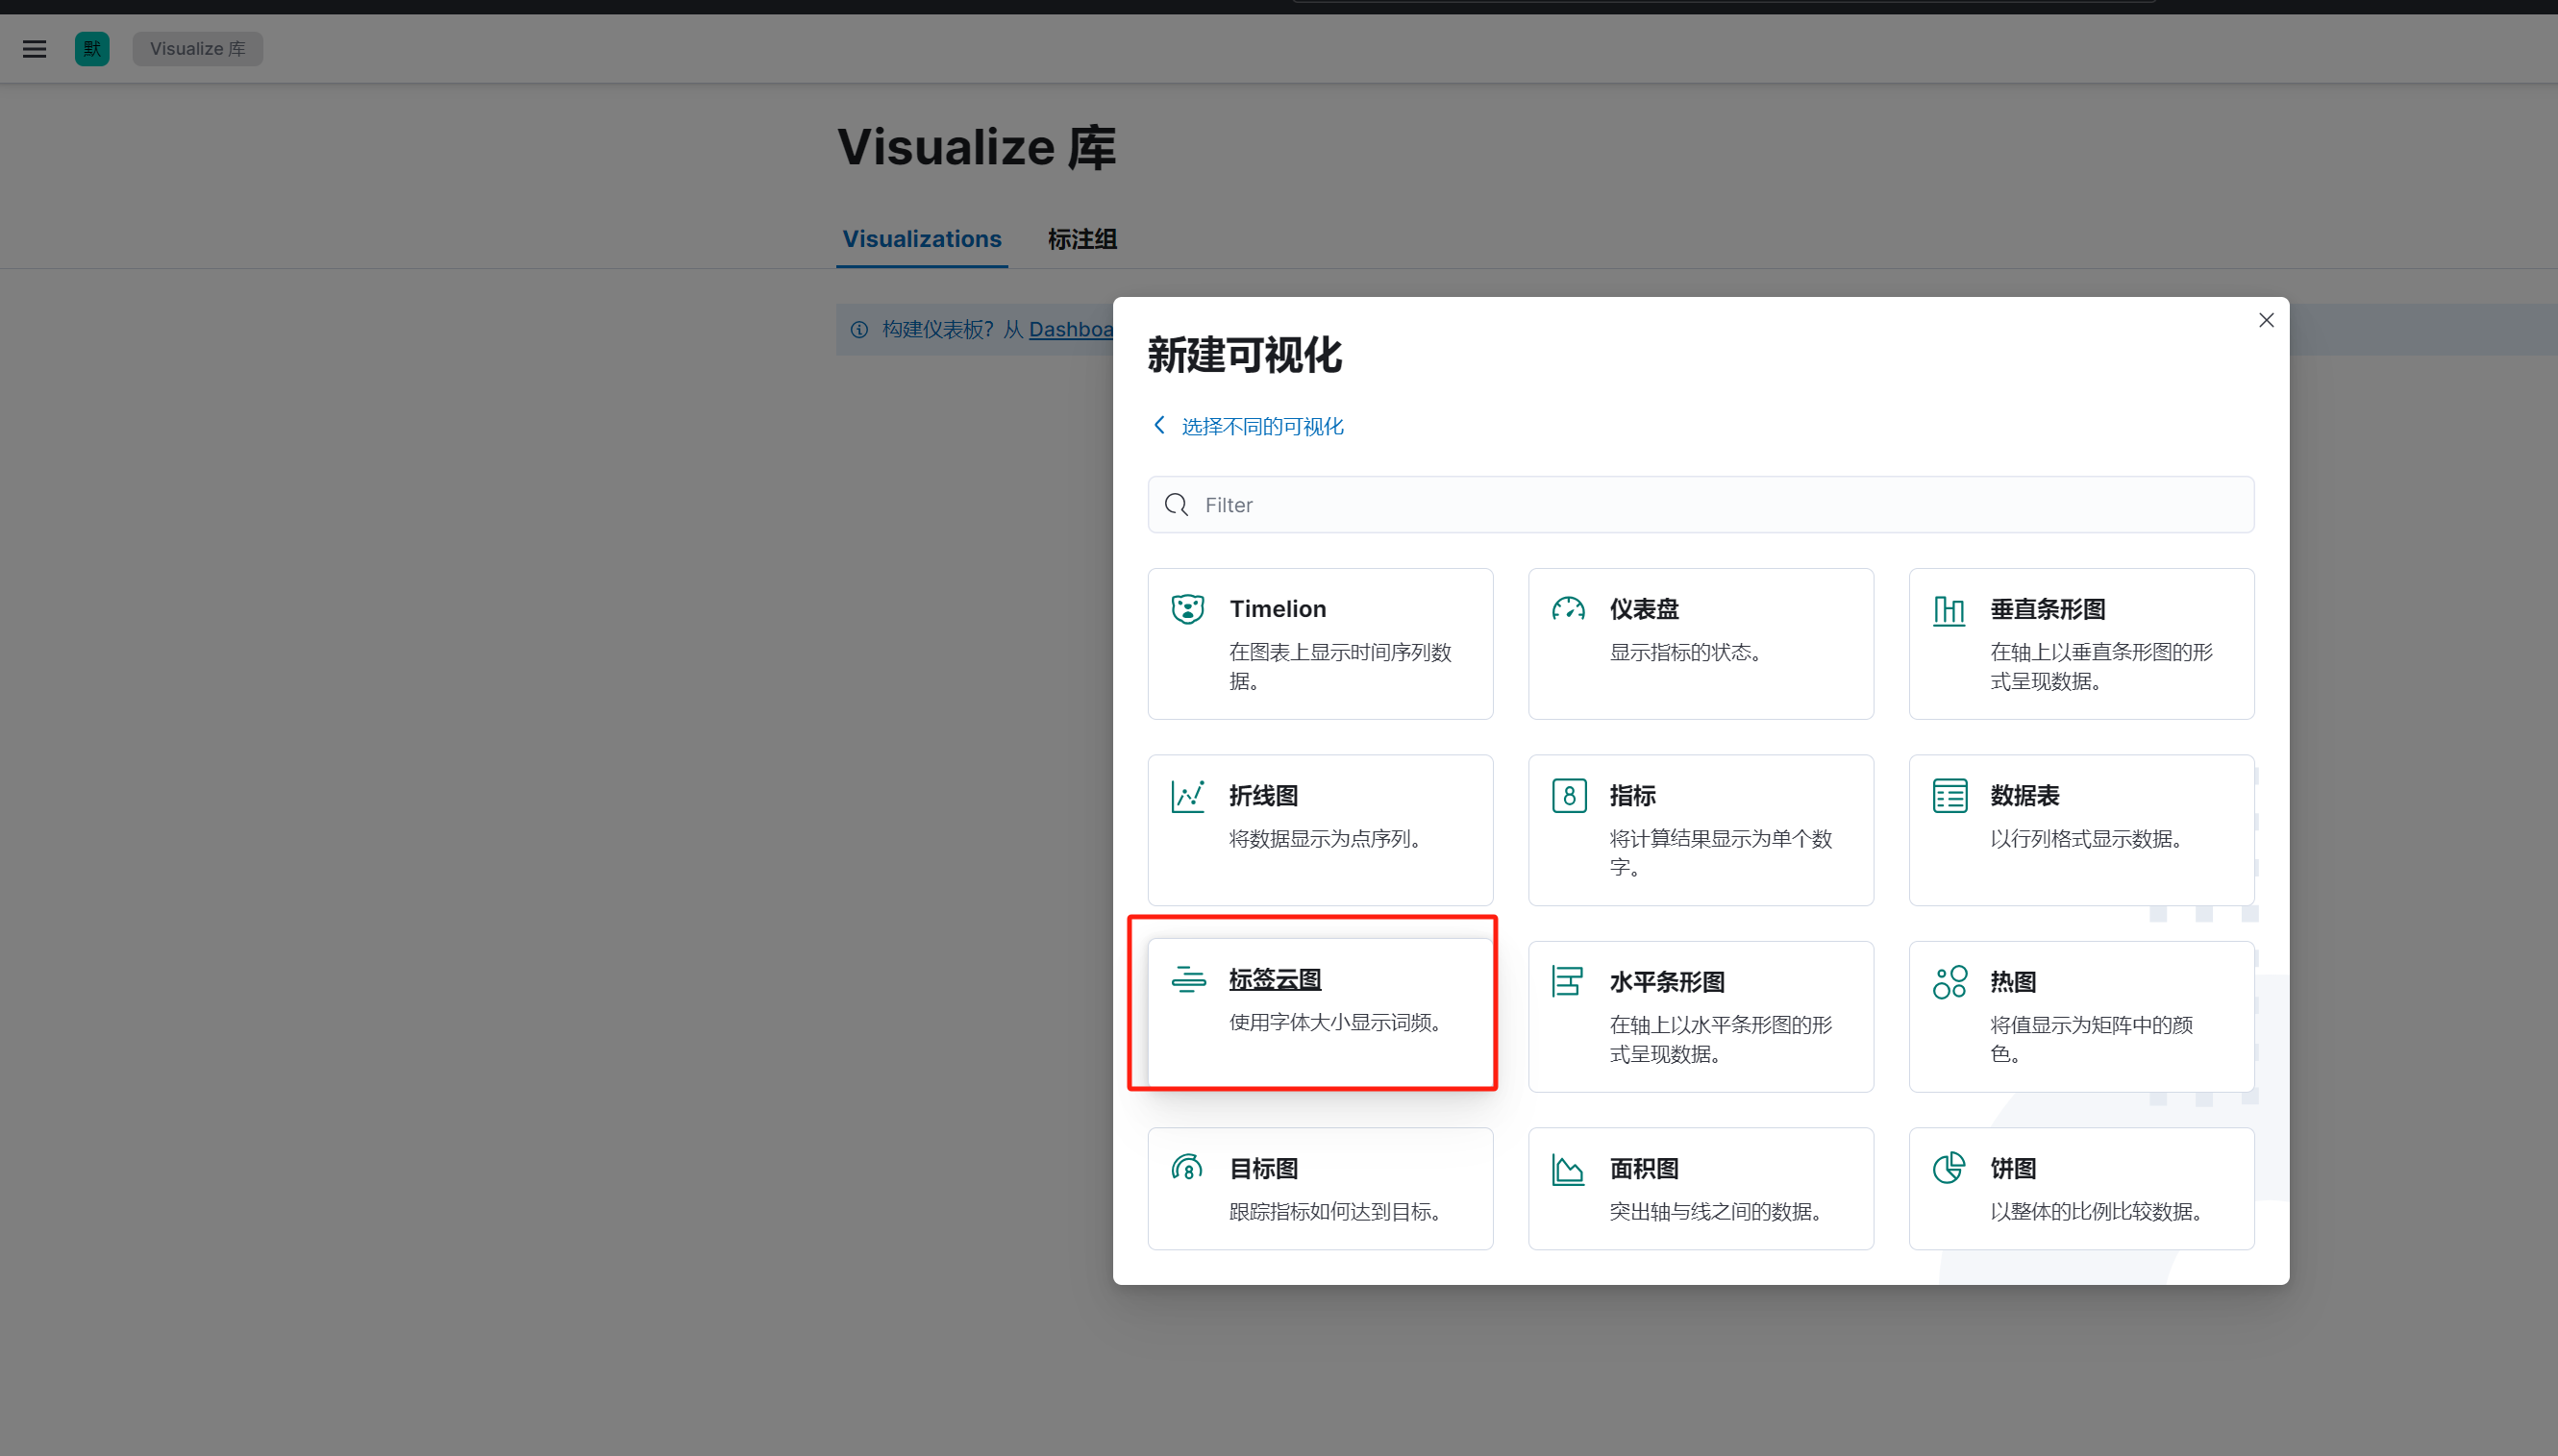 默 Visualize 库
Visualize 库
Visualizations 标注组
构建仪表板？从 Dashboa
新建可视化
选择不同的可视化
Filter
Timelion
在图表上显示时间序列数
据。
仪表盘
显示指标的状态。
垂直条形图
在轴上以垂直条形图的形
式呈现数据。
折线图
将数据显示为点序列。
指标
将计算结果显示为单个数
字。
数据表
以行列格式显示数据。
标签云图
使用字体大小显示词频。
水平条形图
在轴上以水平条形图的形
式呈现数据。
热图
将值显示为矩阵中的颜
色。
目标图
跟踪指标如何达到目标。
面积图
突出轴与线之间的数据。
饼图
以整体的比例比较数据。